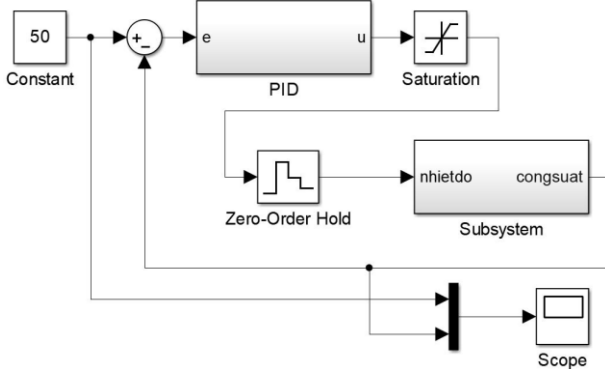 50
Constant
+
−
e
u
PID
Saturation
Zero-Order Hold
nhietdo
congsuat
Subsystem
Scope